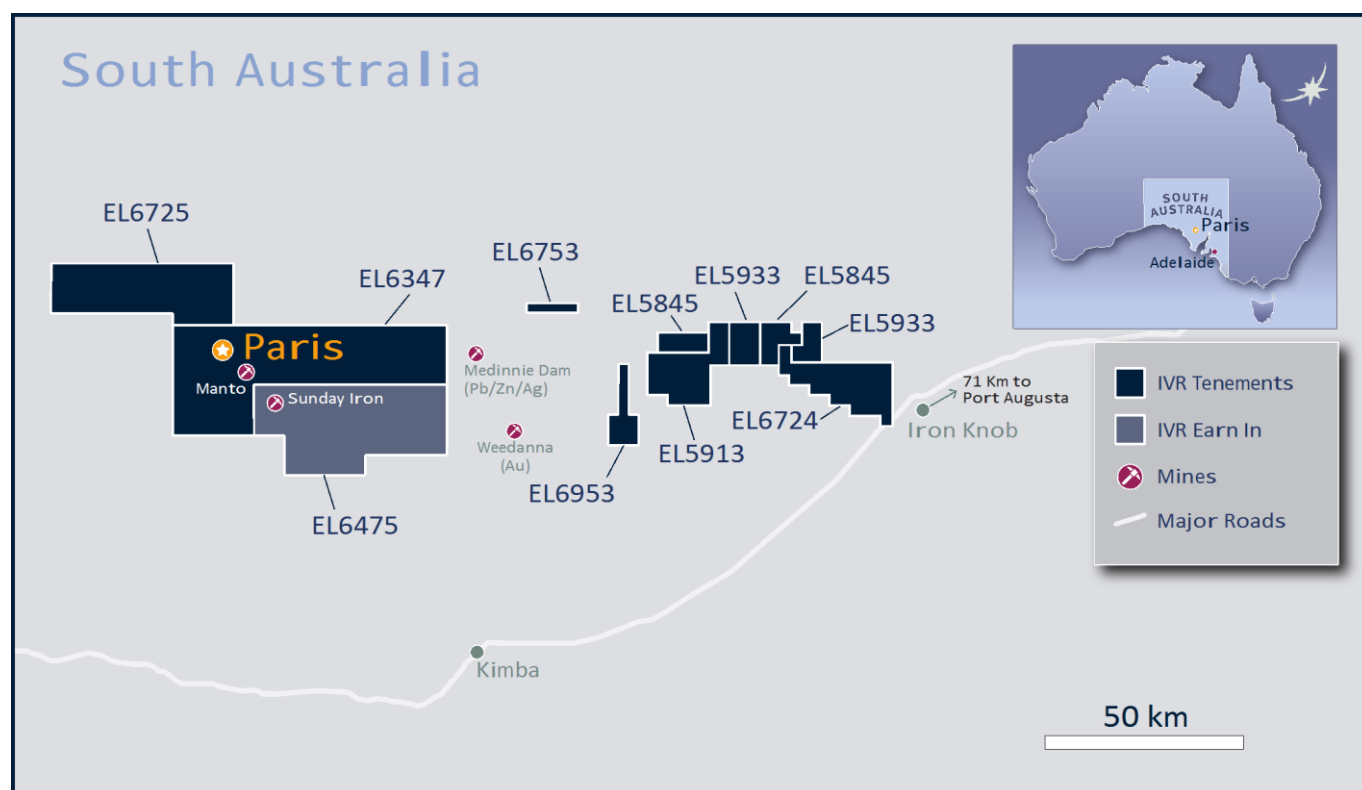 South Australia
SOUTH
AUSTRALIA
Paris
Adelaide
EL6725
EL6753
EL6347
EL5933
EL5845
EL5845
EL5933
Paris
Manto
Sunday Iron
Medinnie Dam
(Pb/Zn/Ag)
Weedanna
(Au)
EL6724
EL5913
EL6953
EL6475
71 Km to
Port Augusta
Iron Knob
Kimba
IVR Tenements
IVR Earn In
Mines
Major Roads
50 km